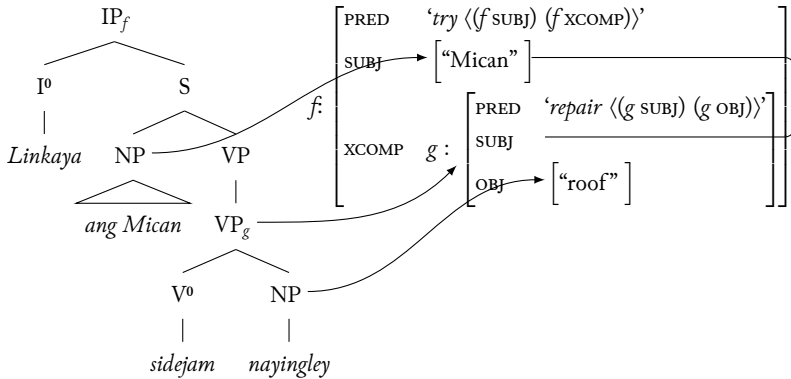 IP_f
f: PRED ‘try ⟨(f SUBJ) (f XCOMP)⟩’
I⁰ S
SUBJ [“Mican”]
Linkaya NP VP
XCOMP g : PRED ‘repair ⟨(g SUBJ) (g OBJ)⟩’
SUBJ
OBJ [“roof”]
ang Mican VP_g
V⁰ NP
sidejam nayingley